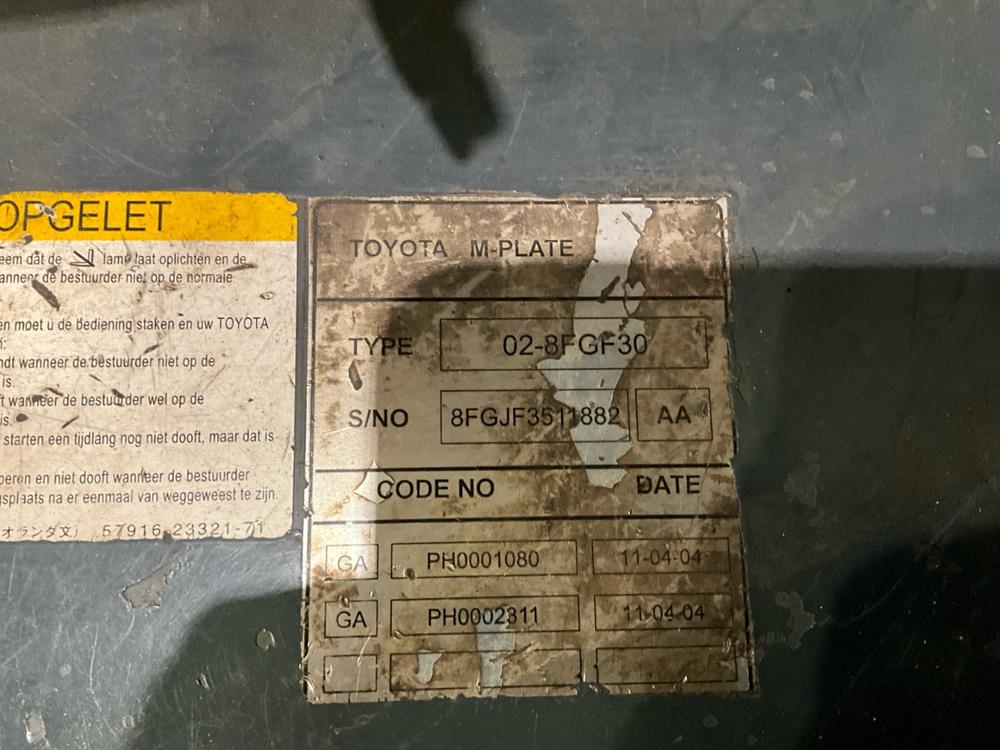 OPGELET
eem dat de lamp laat oplichten en de
anneer de bestuurder niet op de normale
en moet u de bediening staken en uw TOYOTA
ndt wanneer de bestuurder niet op de
is.
t wanneer de bestuurder wel op de
is.
starten een tijdlang nog niet dooft, maar dat is
oeren en niet dooft wanneer de bestuurder
gsplaats na er eenmaal van weggeweest te zijn.
オランダ文) 57916-23321-71
TOYOTA M-PLATE
TYPE 02-8FGF30
S/NO 8FGJF3511882 AA
CODE NO DATE
GA PH0001080 11-04-04
GA PH0002311 11-04-04